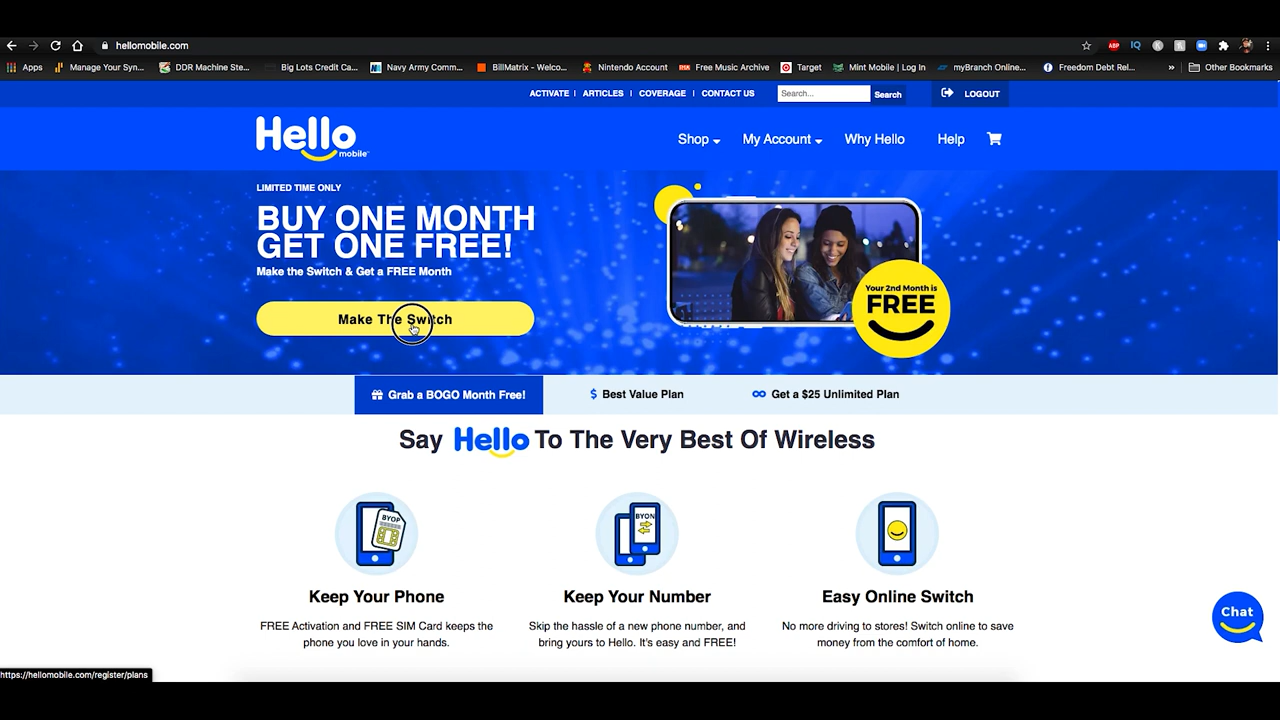 hellomobile.com
ABP
IQ
Apps
Manage Your Syn...
DDR Machine Ste...
Big Lots Credit Ca...
Navy Army Comm...
BillMatrix - Welco...
Nintendo Account
Free Music Archive
Target
Mint Mobile | Log In
myBranch Online...
Freedom Debt Rel...
»
Other Bookmarks
ACTIVATE | ARTICLES | COVERAGE | CONTACT US
Search...
Search
LOGOUT
Hello
mobile™
Shop
My Account
Why Hello
Help
LIMITED TIME ONLY
BUY ONE MONTH
GET ONE FREE!
Make the Switch & Get a FREE Month
Make The Switch
Your 2nd Month is
FREE
Grab a BOGO Month Free!
$ Best Value Plan
Get a $25 Unlimited Plan
Say Hello To The Very Best Of Wireless
BYOP
BYON
Keep Your Phone
FREE Activation and FREE SIM Card keeps the
phone you love in your hands.
Keep Your Number
Skip the hassle of a new phone number, and
bring yours to Hello. It's easy and FREE!
Easy Online Switch
No more driving to stores! Switch online to save
money from the comfort of home.
Chat
https://hellomobile.com/register/plans